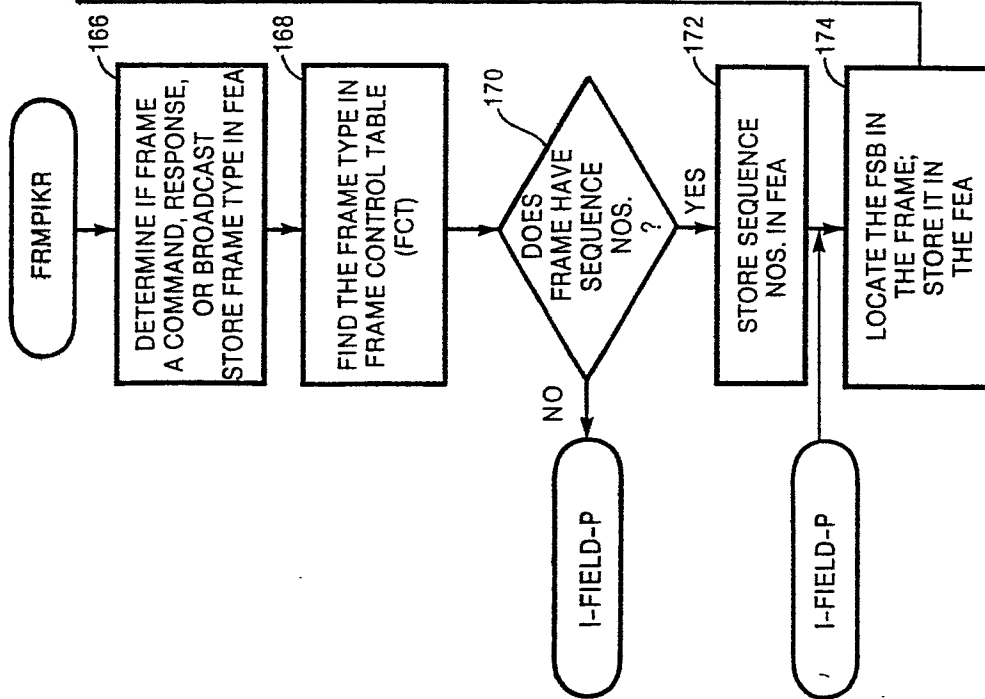 FRMPIKR
166
DETERMINE IF FRAME
A COMMAND, RESPONSE,
OR BROADCAST
STORE FRAME TYPE IN FEA
168
FIND THE FRAME TYPE IN
FRAME CONTROL TABLE
(FCT)
170
DOES
FRAME HAVE
SEQUENCE
NOS.
?
NO
I-FIELD-P
YES
172
STORE SEQUENCE
NOS. IN FEA
I-FIELD-P
174
LOCATE THE FSB IN
THE FRAME;
STORE IT IN
THE FEA